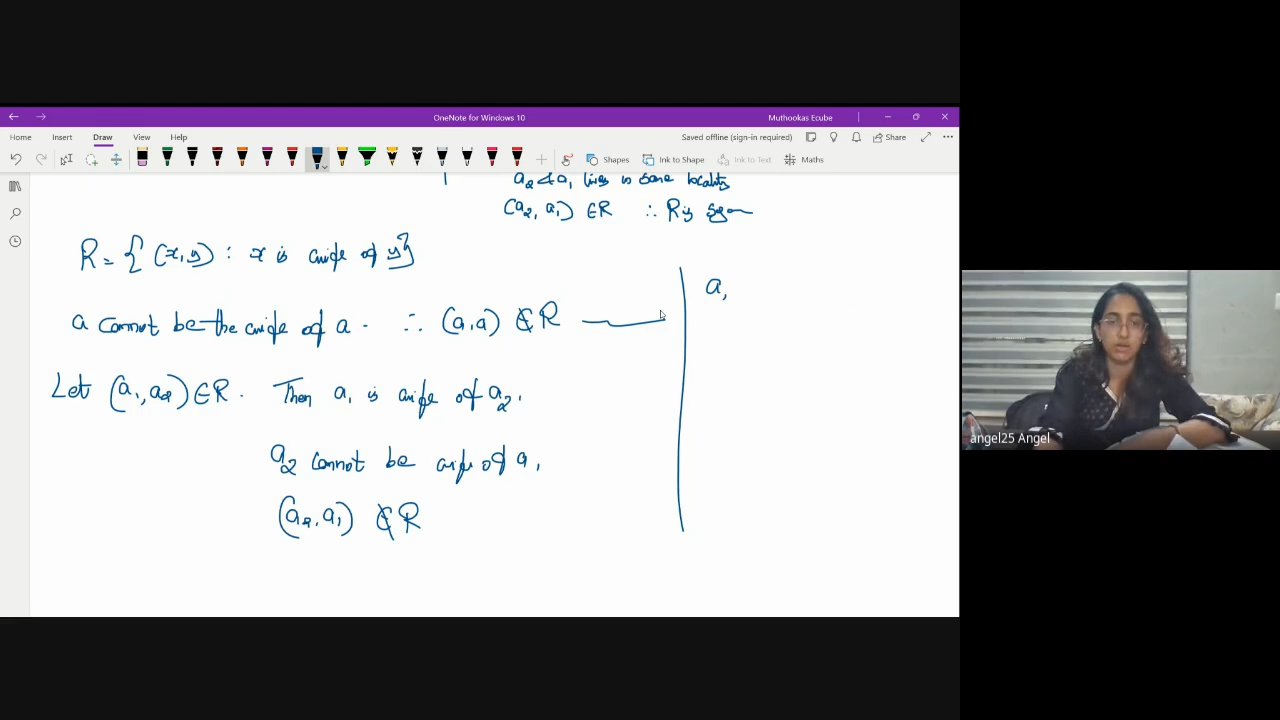 OneNote for Windows 10
Muthookas Ecube
Home Insert Draw View Help
Saved offline (sign-in required) Share
Shapes Ink to Shape Ink to Text Maths
a₂ & a₁ lives in same locality
(a₂, a₁) ∈ R ∴ R is sym
R = { (x,y) : x is wife of y}
a cannot be the wife of a . ∴ (a,a) ∉ R
a₁
Let (a₁, a₂) ∈ R . Then a₁ is wife of a₂.
a₂ cannot be wife of a₁
(a₂, a₁) ∉ R
angel25 Angel